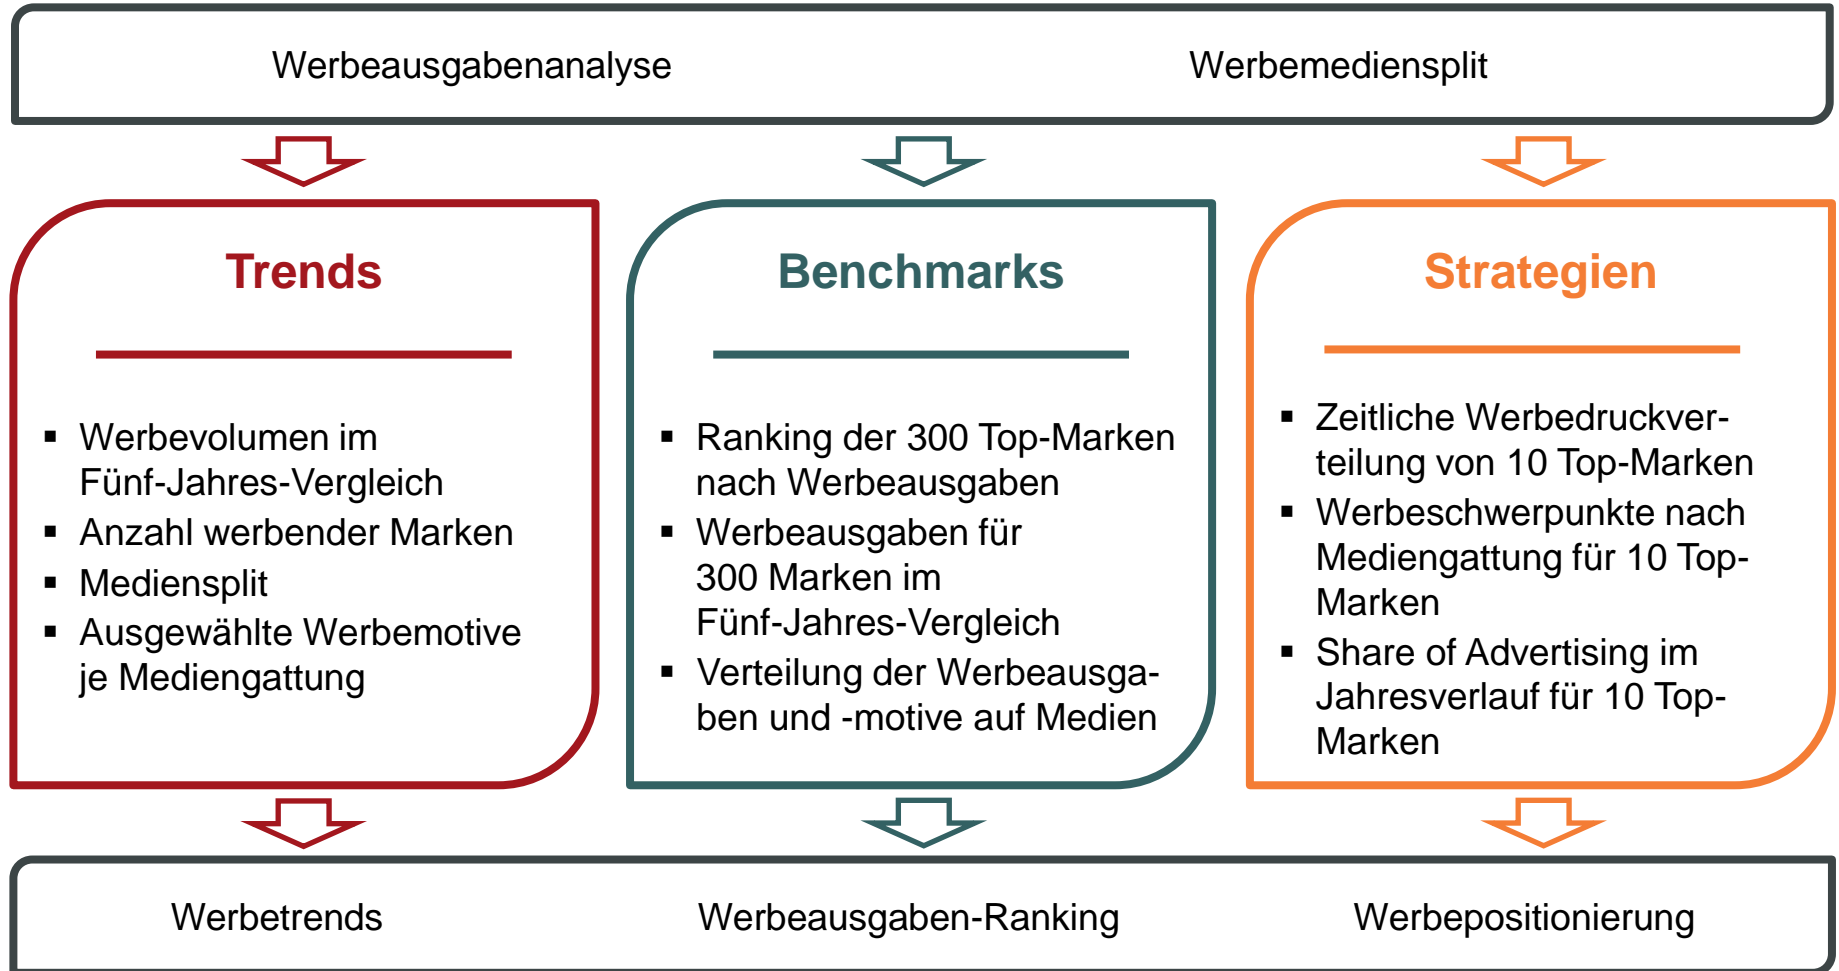 Werbeausgabenanalyse
Werbemediensplit
Trends
▪ Werbevolumen im
Fünf-Jahres-Vergleich
▪ Anzahl werbender Marken
▪ Mediensplit
▪ Ausgewählte Werbemotive
je Mediengattung
Benchmarks
▪ Ranking der 300 Top-Marken
nach Werbeausgaben
▪ Werbeausgaben für
300 Marken im
Fünf-Jahres-Vergleich
▪ Verteilung der Werbeausga-
ben und -motive auf Medien
Strategien
▪ Zeitliche Werbedruckver-
teilung von 10 Top-Marken
▪ Werbeschwerpunkte nach
Mediengattung für 10 Top-
Marken
▪ Share of Advertising im
Jahresverlauf für 10 Top-
Marken
Werbetrends
Werbeausgaben-Ranking
Werbepositionierung